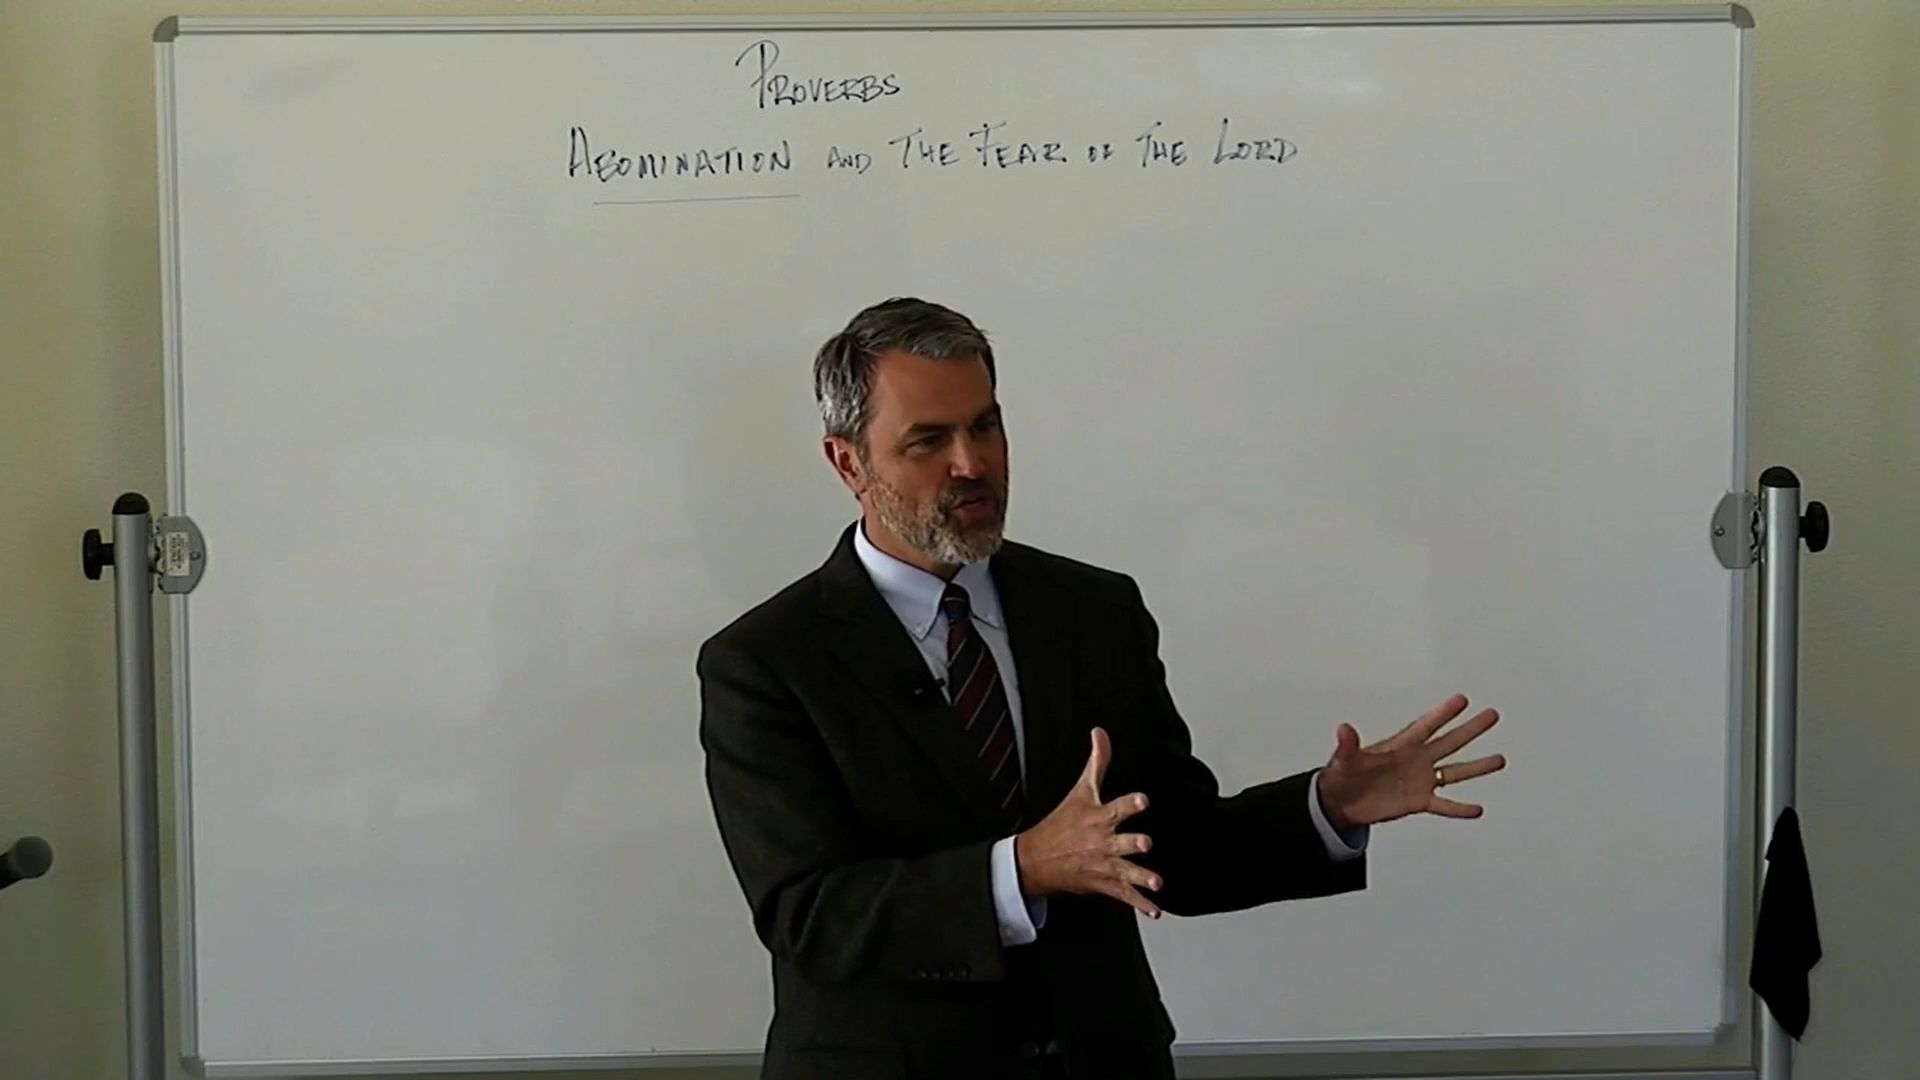 PROVERBS
ABOMINATION AND THE FEAR OF THE LORD